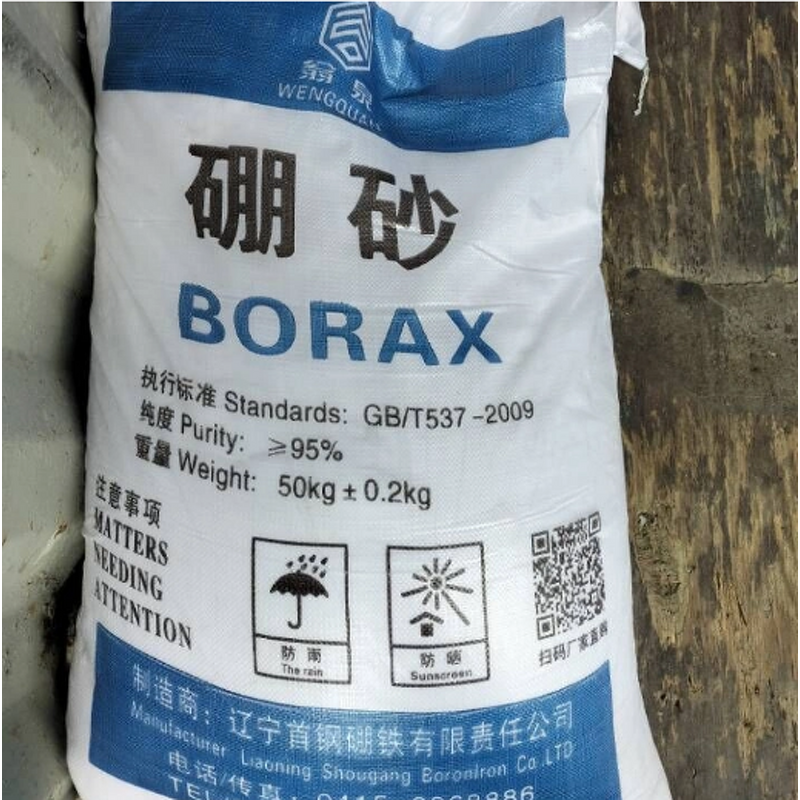 翁泉
WENGQUAN
硼砂
BORAX
执行标准 Standards: GB/T537-2009
纯度 Purity: ≥95%
重量 Weight: 50kg ± 0.2kg
注意事项
MATTERS
NEEDING
ATTENTION
防雨
The rain
防晒
Sunscreen
扫码厂家直购
制造商：辽宁首钢硼铁有限责任公司
Manufacturer Liaoning Shougang BoronIron Co LTD
电话/传真:
TEL